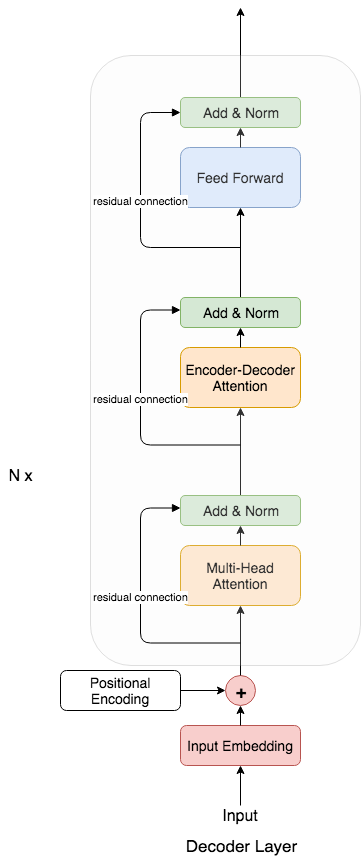 Add & Norm
Feed Forward
residual connection
Add & Norm
Encoder-Decoder
Attention
residual connection
N x
Add & Norm
Multi-Head
Attention
residual connection
Positional
Encoding
+
Input Embedding
Input
Decoder Layer